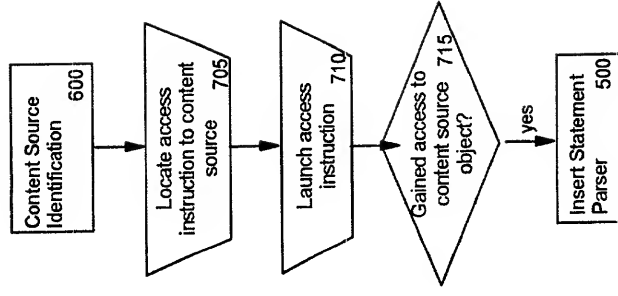 Content Source
Identification 600
Locate access
instruction to content
source 705
Launch access
instruction 710
Gained access to
content source 715
object?
yes
Insert Statement
Parser 500